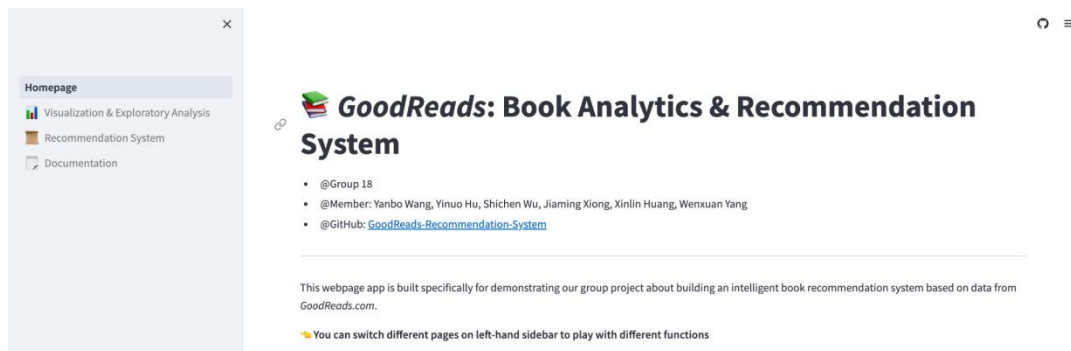 Homepage
Visualization & Exploratory Analysis
Recommendation System
Documentation
GoodReads: Book Analytics & Recommendation
System
@Group 18
@Member: Yanbo Wang, Yinuo Hu, Shichen Wu, Jiaming Xiong, Xinlin Huang, Wenxuan Yang
@GitHub: GoodReads-Recommendation-System
This webpage app is built specifically for demonstrating our group project about building an intelligent book recommendation system based on data from
GoodReads.com.
You can switch different pages on left-hand sidebar to play with different functions